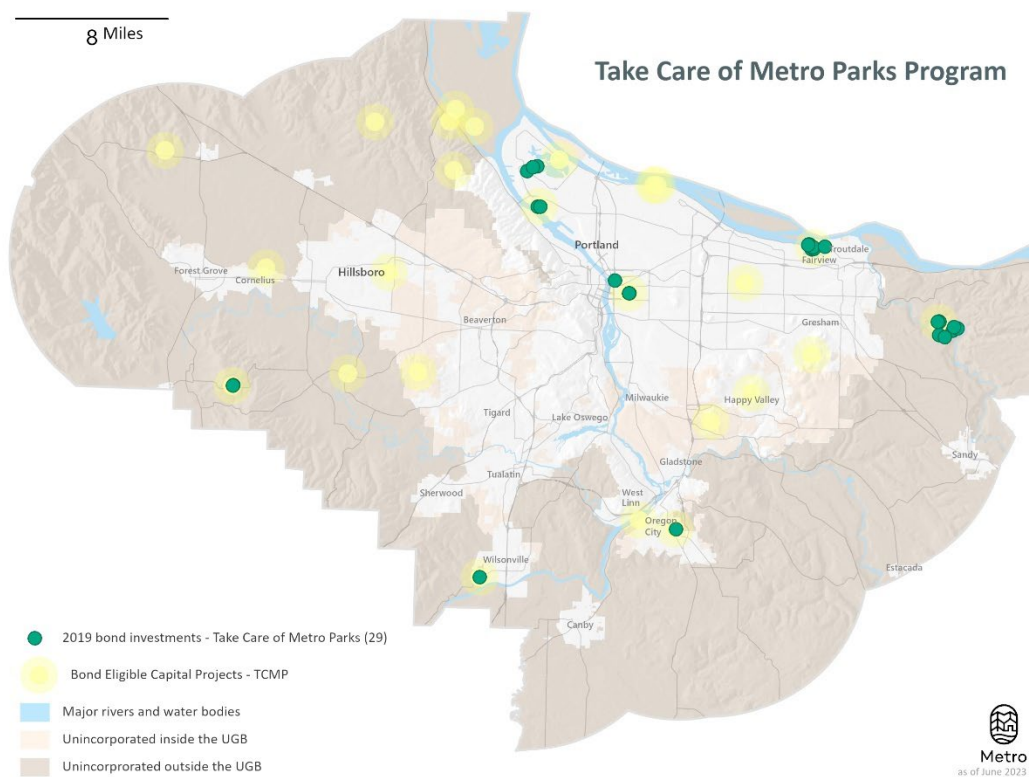 8 Miles
Take Care of Metro Parks Program
Portland
Troutdale
Fairview
Forest Grove
Cornelius
Hillsboro
Beaverton
Gresham
Milwaukie
Happy Valley
Tigard
Lake Oswego
Gladstone
Sandy
Tualatin
Sherwood
West
Linn
Oregon
City
Wilsonville
Estacada
Canby
2019 bond investments - Take Care of Metro Parks (29)
Bond Eligible Capital Projects - TCMP
Major rivers and water bodies
Unincorporated inside the UGB
Unincorprorated outside the UGB
Metro
as of June 2023